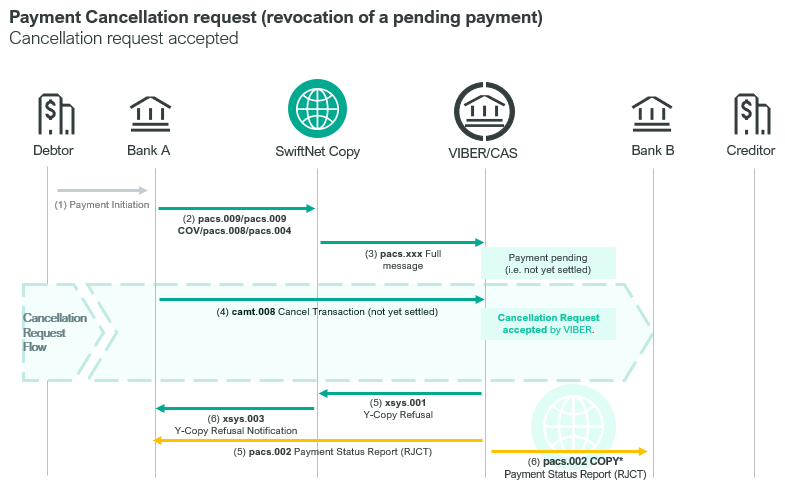 Payment Cancellation request (revocation of a pending payment)
Cancellation request accepted
Debtor
Bank A
SwiftNet Copy
VIBER/CAS
Bank B
Creditor
(1) Payment Initiation
(2) pacs.009/pacs.009
COV/pacs.008/pacs.004
(3) pacs.xxx Full
message
Payment pending
(i.e. not yet settled)
Cancellation
Request
Flow
(4) camt.008 Cancel Transaction (not yet settled)
Cancellation Request
accepted by VIBER.
(5) xsys.001
Y-Copy Refusal
(6) xsys.003
Y-Copy Refusal Notification
(5) pacs.002 Payment Status Report (RJCT)
(6) pacs.002 COPY*
Payment Status Report (RJCT)